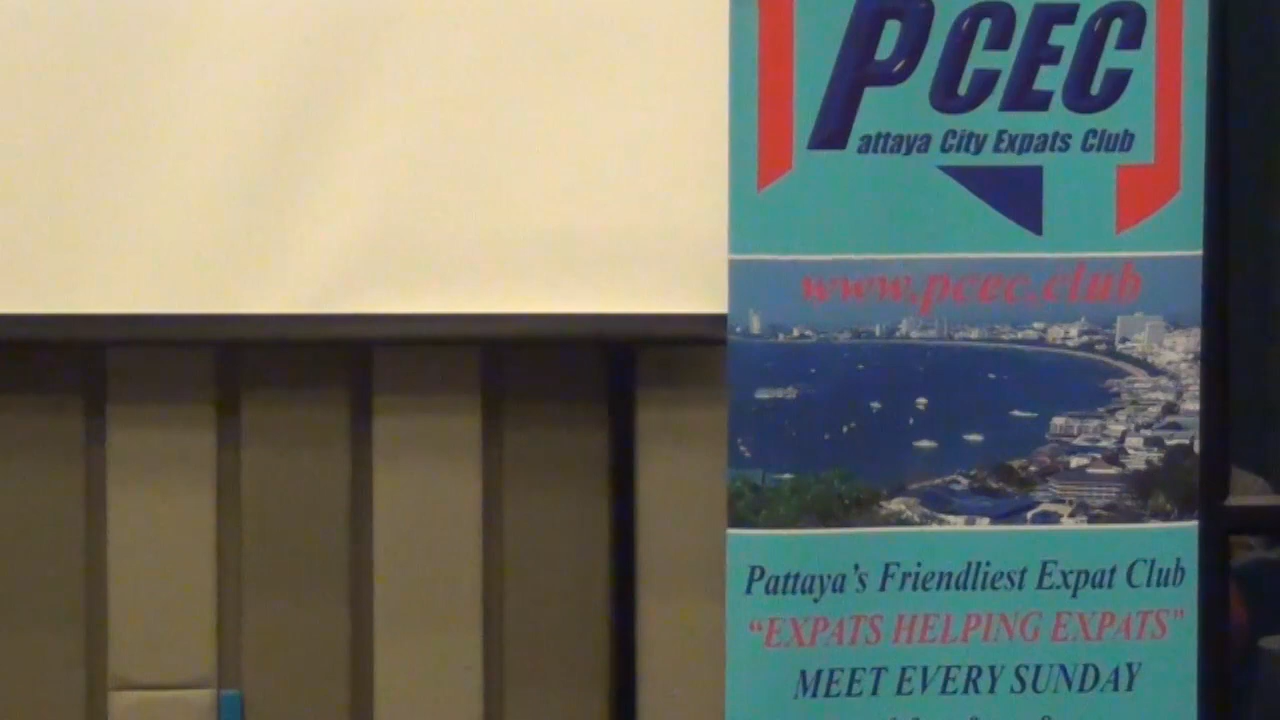 PCEC
attaya City Expats Club
www.pcec.club
Pattaya's Friendliest Expat Club
"EXPATS HELPING EXPATS"
MEET EVERY SUNDAY